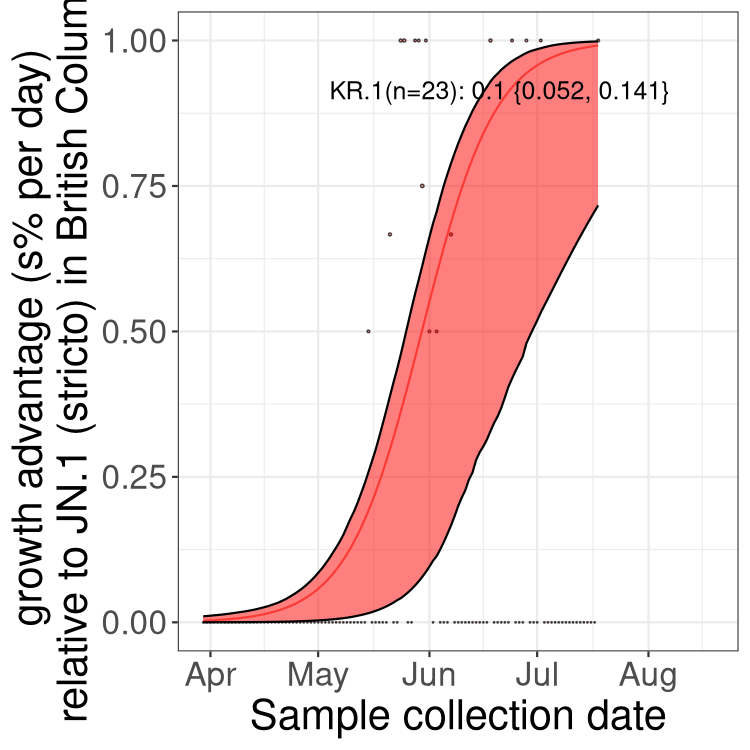 growth advantage (s% per day)
relative to JN.1 (stricto) in British Colum
1.00
0.75
0.50
0.25
0.00
KR.1(n=23): 0.1 {0.052, 0.141}
Apr May Jun Jul Aug
Sample collection date